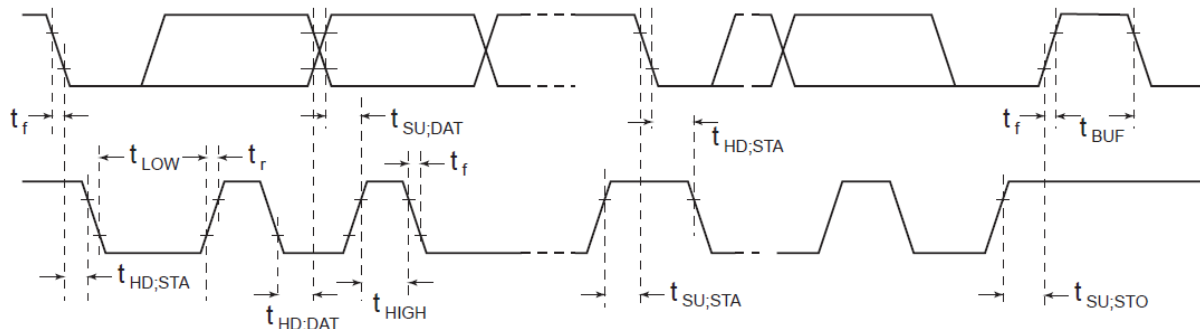 t_f t_SU;DAT t_HD;STA t_f t_BUF
t_LOW t_r t_f
t_HD;STA t_HD;DAT t_HIGH t_SU;STA t_SU;STO